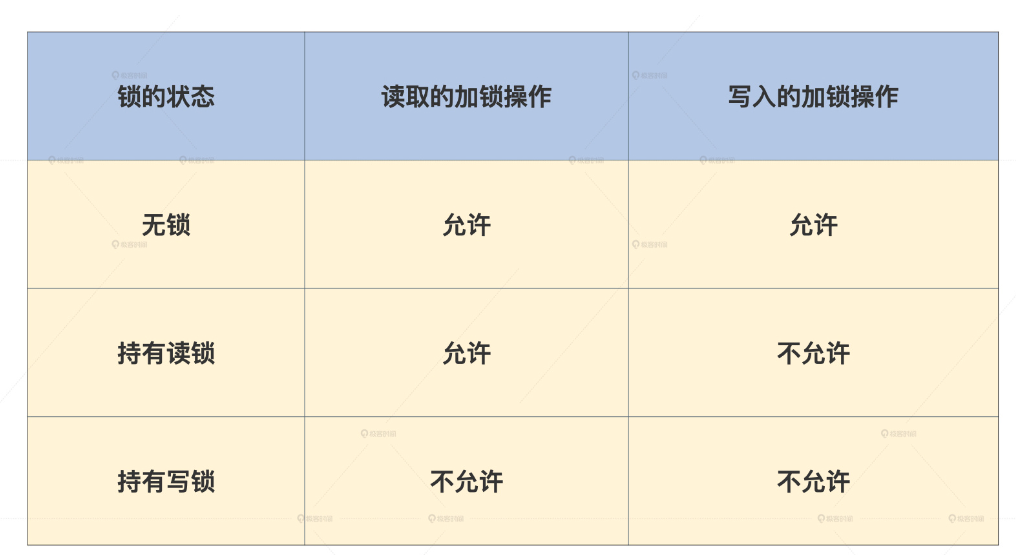 锁的状态 读取的加锁操作 写入的加锁操作
无锁 允许 允许
持有读锁 允许 不允许
持有写锁 不允许 不允许